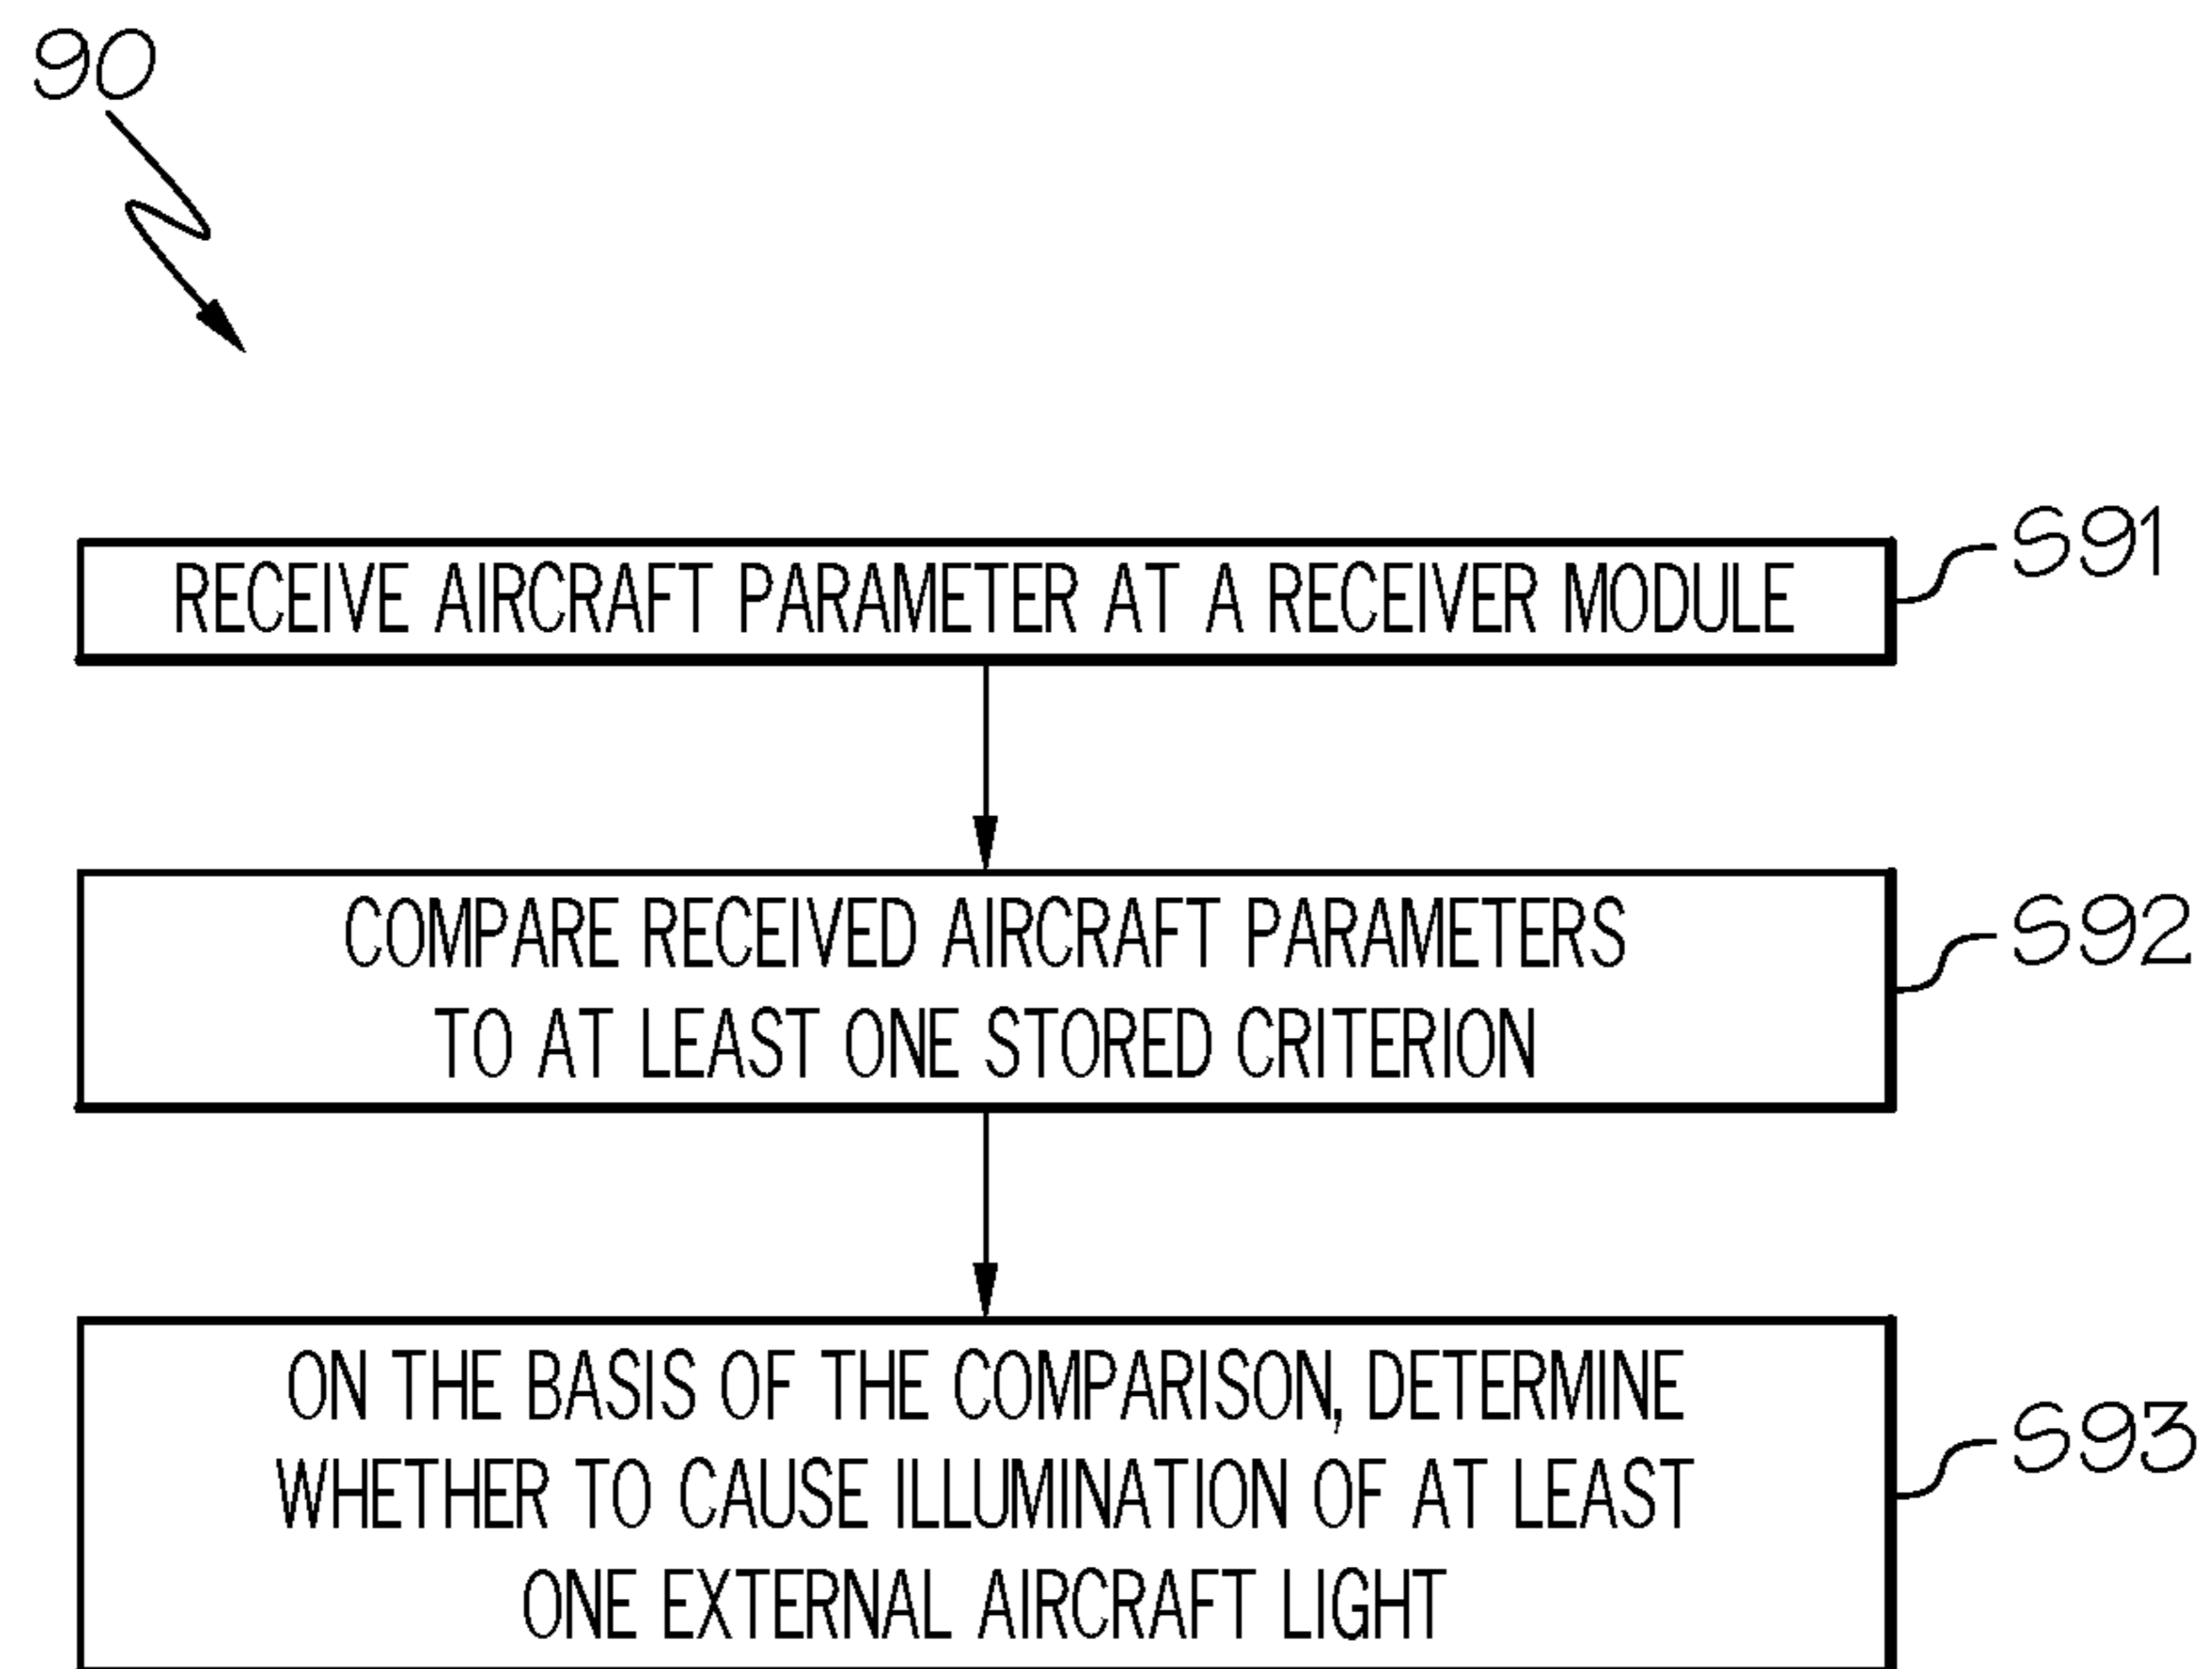 90
RECEIVE AIRCRAFT PARAMETER AT A RECEIVER MODULE
S91
COMPARE RECEIVED AIRCRAFT PARAMETERS
TO AT LEAST ONE STORED CRITERION
S92
ON THE BASIS OF THE COMPARISON, DETERMINE
WHETHER TO CAUSE ILLUMINATION OF AT LEAST
ONE EXTERNAL AIRCRAFT LIGHT
S93